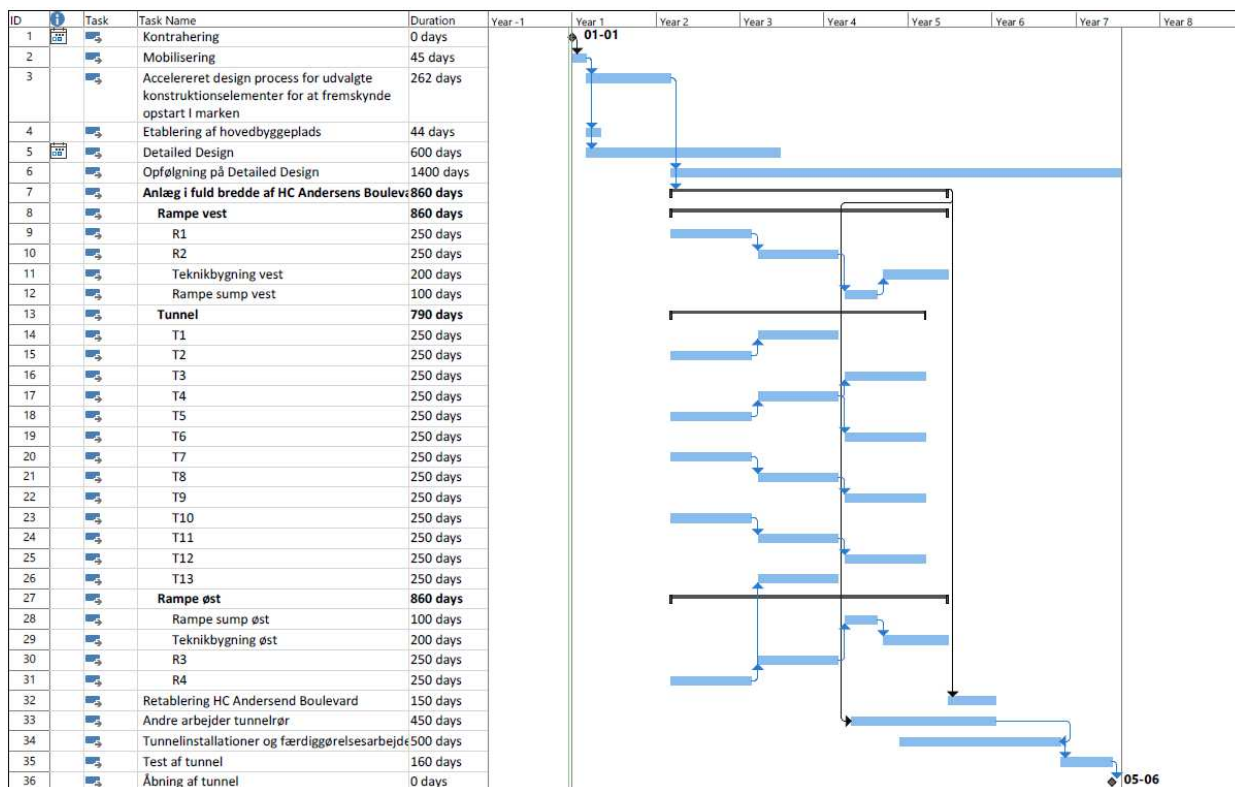 ID Task Task Name Duration Year -1 Year 1 Year 2 Year 3 Year 4 Year 5 Year 6 Year 7 Year 8
1 Kontrahering 0 days 01-01
2 Mobilisering 45 days
3 Accelereret design process for udvalgte 262 days
konstruktionselementer for at fremskynde
opstart I marken
4 Etablering af hovedbyggeplads 44 days
5 Detailed Design 600 days
6 Opfølgning på Detailed Design 1400 days
7 Anlæg i fuld bredde af HC Andersens Bouleva 860 days
8 Rampe vest 860 days
9 R1 250 days
10 R2 250 days
11 Teknikbygning vest 200 days
12 Rampe sump vest 100 days
13 Tunnel 790 days
14 T1 250 days
15 T2 250 days
16 T3 250 days
17 T4 250 days
18 T5 250 days
19 T6 250 days
20 T7 250 days
21 T8 250 days
22 T9 250 days
23 T10 250 days
24 T11 250 days
25 T12 250 days
26 T13 250 days
27 Rampe øst 860 days
28 Rampe sump øst 100 days
29 Teknikbygning øst 200 days
30 R3 250 days
31 R4 250 days
32 Retablering HC Andersend Boulevard 150 days
33 Andre arbejder tunnelrør 450 days
34 Tunnelinstallationer og færdiggørelsesarbejde 500 days
35 Test af tunnel 160 days
36 Åbning af tunnel 0 days 05-06